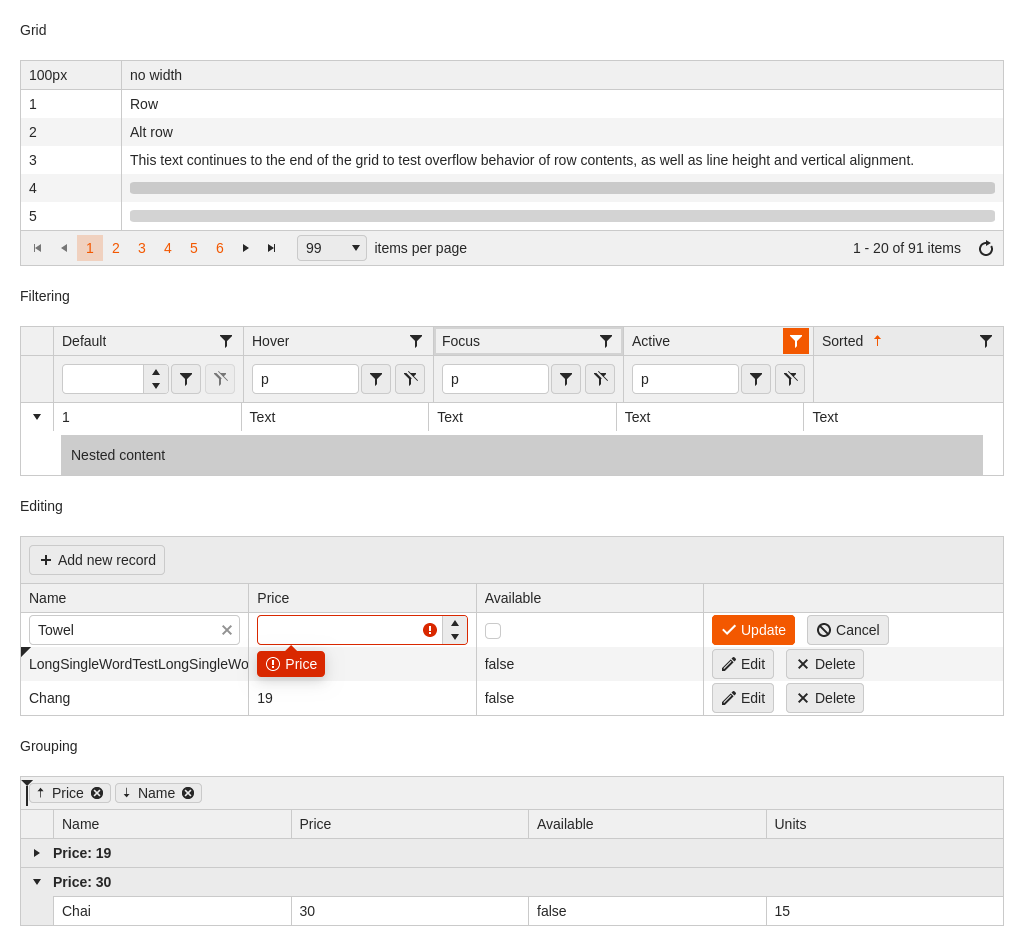 Grid
100px no width
1 Row
2 Alt row
3 This text continues to the end of the grid to test overflow behavior of row contents, as well as line height and vertical alignment.
4
5
1 2 3 4 5 6 99 items per page 1 - 20 of 91 items
Filtering
Default Hover Focus Active Sorted
p p p
1 Text Text Text Text
Nested content
Editing
Add new record
Name Price Available
Towel Update Cancel
LongSingleWordTestLongSingleWo Price false Edit Delete
Chang 19 false Edit Delete
Grouping
Price Name
Name Price Available Units
Price: 19
Price: 30
Chai 30 false 15